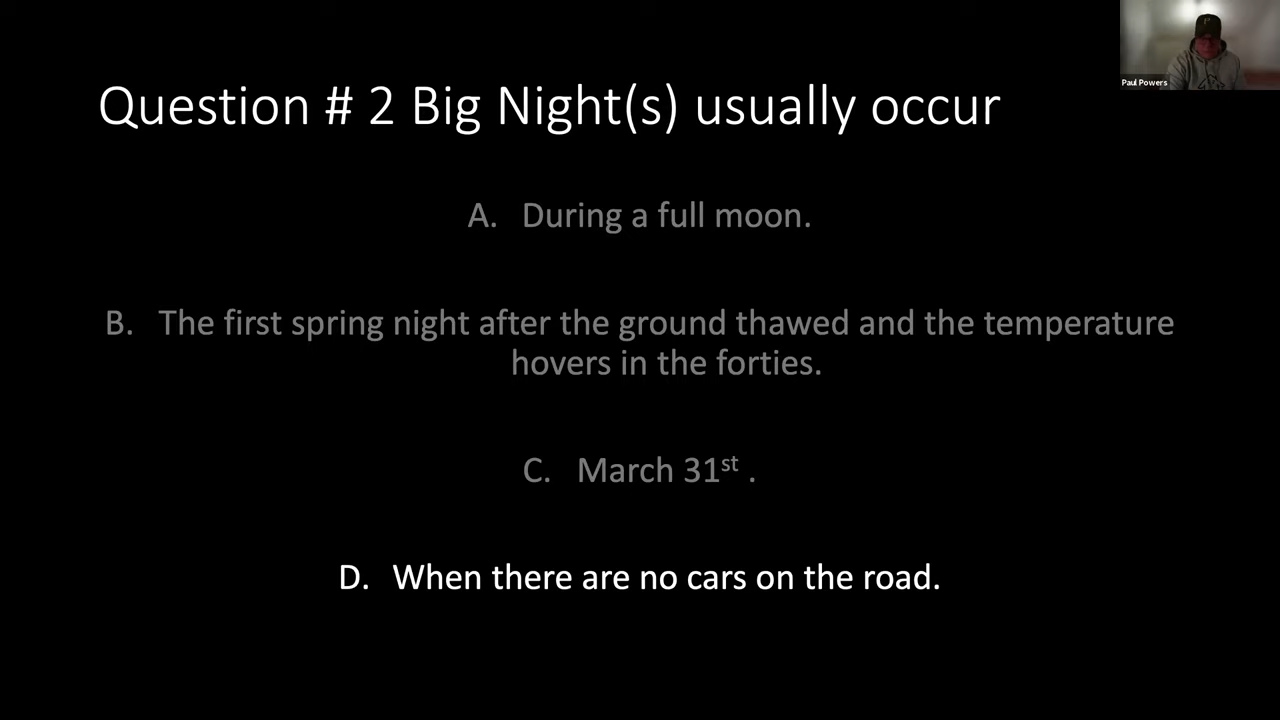 Paul Powers
Question # 2 Big Night(s) usually occur
A. During a full moon.
B. The first spring night after the ground thawed and the temperature
hovers in the forties.
C. March 31st .
D. When there are no cars on the road.